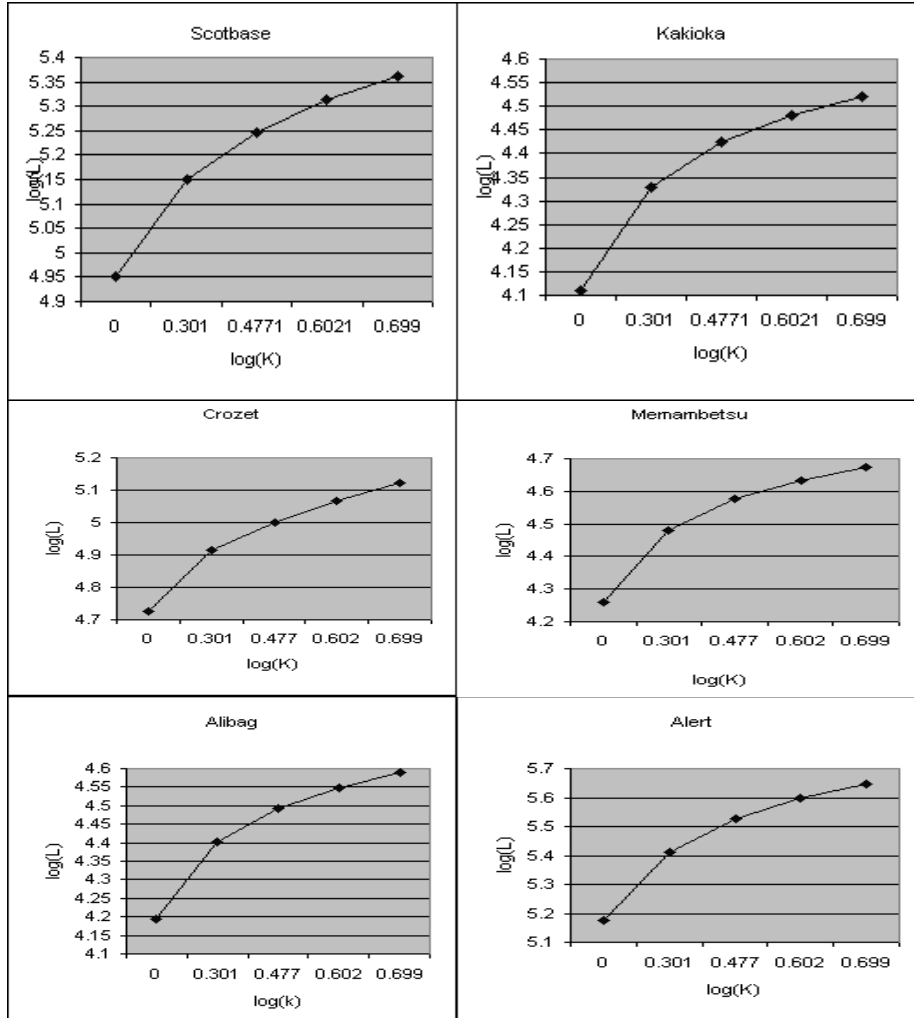 Scotbase
5.4
5.35
5.3
5.25
5.2
5.15
5.1
5.05
5
4.95
4.9
log(L)
0 0.301 0.4771 0.6021 0.699
log(K)
Kakioka
4.6
4.55
4.5
4.45
4.4
4.35
4.3
4.25
4.2
4.15
4.1
log(L)
0 0.301 0.4771 0.6021 0.699
log(K)
Crozet
5.2
5.1
5
4.9
4.8
4.7
log(L)
0 0.301 0.477 0.602 0.699
log(K)
Memambetsu
4.7
4.6
4.5
4.4
4.3
4.2
log(L)
0 0.301 0.477 0.602 0.699
log(K)
Alibag
4.6
4.55
4.5
4.45
4.4
4.35
4.3
4.25
4.2
4.15
4.1
log(L)
0 0.301 0.477 0.602 0.699
log(k)
Alert
5.7
5.6
5.5
5.4
5.3
5.2
5.1
log(L)
0 0.301 0.477 0.602 0.699
log(K)